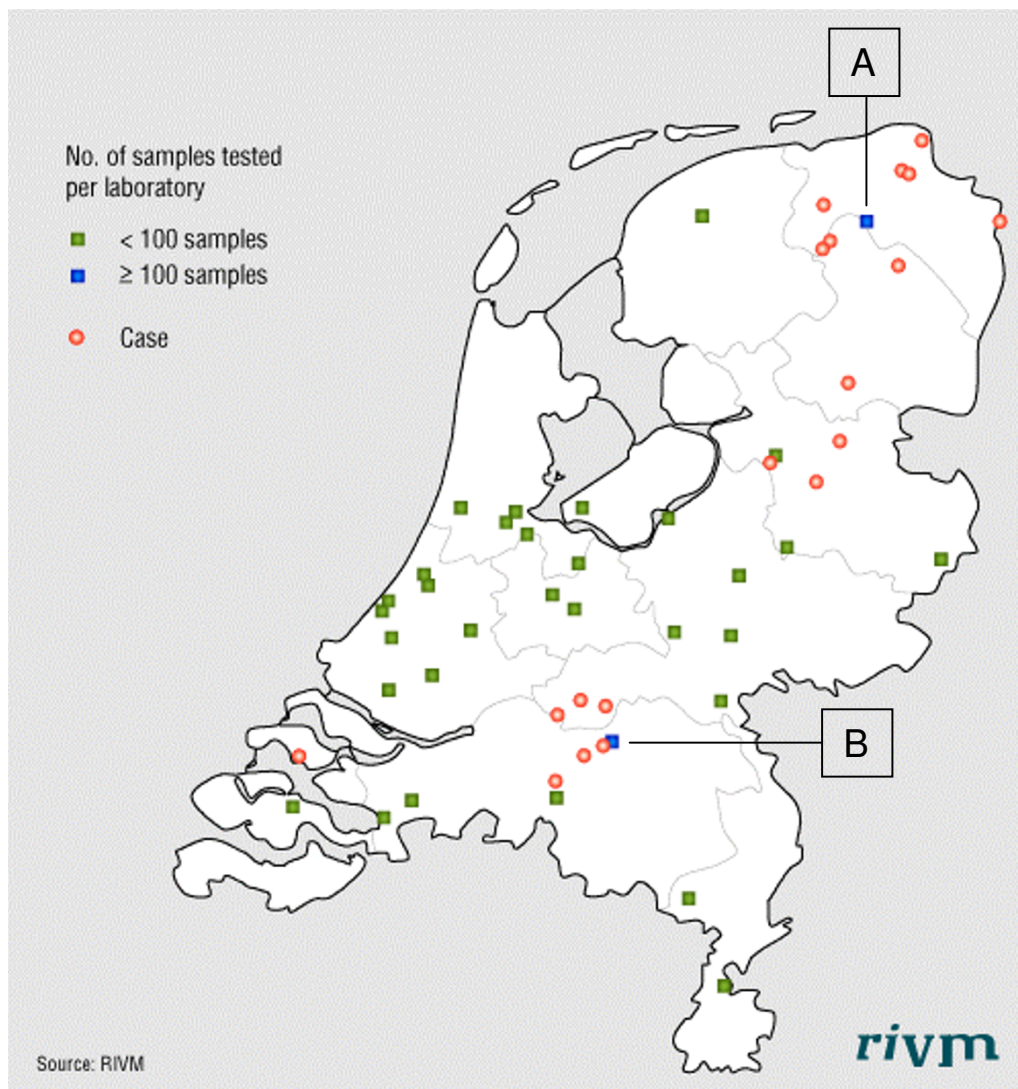 A
No. of samples tested
per laboratory
< 100 samples
≥ 100 samples
Case
B
Source: RIVM
rivm